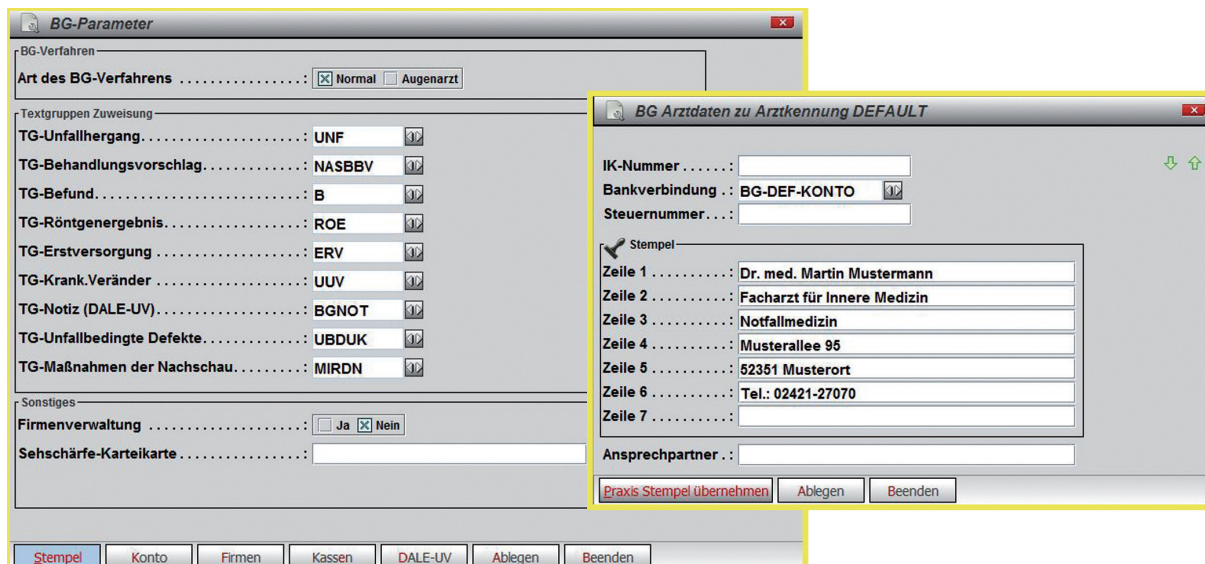 BG-Parameter
BG-Verfahren
Art des BG-Verfahrens ................: Normal Augenarzt
Textgruppen Zuweisung
TG-Unfallhergang....................: UNF
TG-Behandlungsvorschlag............: NASBBV
TG-Befund.........................: B
TG-Röntgenergebnis.................: ROE
TG-Erstversorgung ..................: ERV
TG-Krank.Veränder ..................: UUV
TG-Notiz (DALE-UV)..................: BGNOT
TG-Unfallbedingte Defekte............: UBDUK
TG-Maßnahmen der Nachschau........: MIRDN
Sonstiges
Firmenverwaltung ...................: Ja Nein
Sehschärfe-Karteikarte ...............:
Stempel Konto Firmen Kassen DALE-UV Ablegen Beenden
BG Arztdaten zu Arztkennung DEFAULT
IK-Nummer ......:
Bankverbindung .: BG-DEF-KONTO
Steuernummer...:
Stempel
Zeile 1 ..........: Dr. med. Martin Mustermann
Zeile 2 ..........: Facharzt für Innere Medizin
Zeile 3 ..........: Notfallmedizin
Zeile 4 ..........: Musterallee 95
Zeile 5 ..........: 52351 Musterort
Zeile 6 ..........: Tel.: 02421-27070
Zeile 7 ..........:
Ansprechpartner .:
Praxis Stempel übernehmen Ablegen Beenden